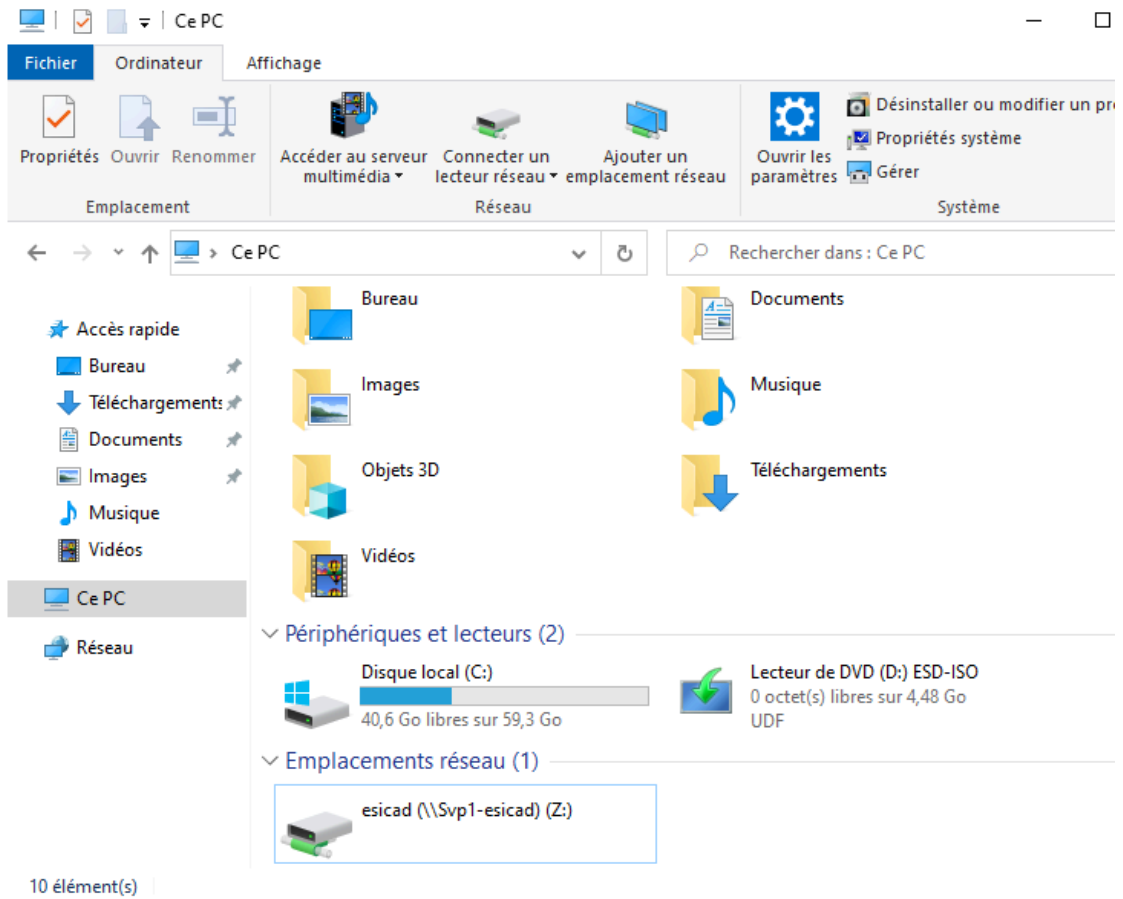 Ce PC
Fichier Ordinateur Affichage
Propriétés Ouvrir Renommer
Emplacement
Accéder au serveur
multimédia
Connecter un
lecteur réseau
Ajouter un
emplacement réseau
Réseau
Ouvrir les
paramètres
Désinstaller ou modifier un pr
Propriétés système
Gérer
Système
Ce PC
Rechercher dans : Ce PC
Accès rapide
Bureau
Téléchargements
Documents
Images
Musique
Vidéos
Ce PC
Réseau
Bureau
Documents
Images
Musique
Objets 3D
Téléchargements
Vidéos
Périphériques et lecteurs (2)
Disque local (C:)
40,6 Go libres sur 59,3 Go
Lecteur de DVD (D:) ESD-ISO
0 octet(s) libres sur 4,48 Go
UDF
Emplacements réseau (1)
esicad (\\Svp1-esicad) (Z:)
10 élément(s)